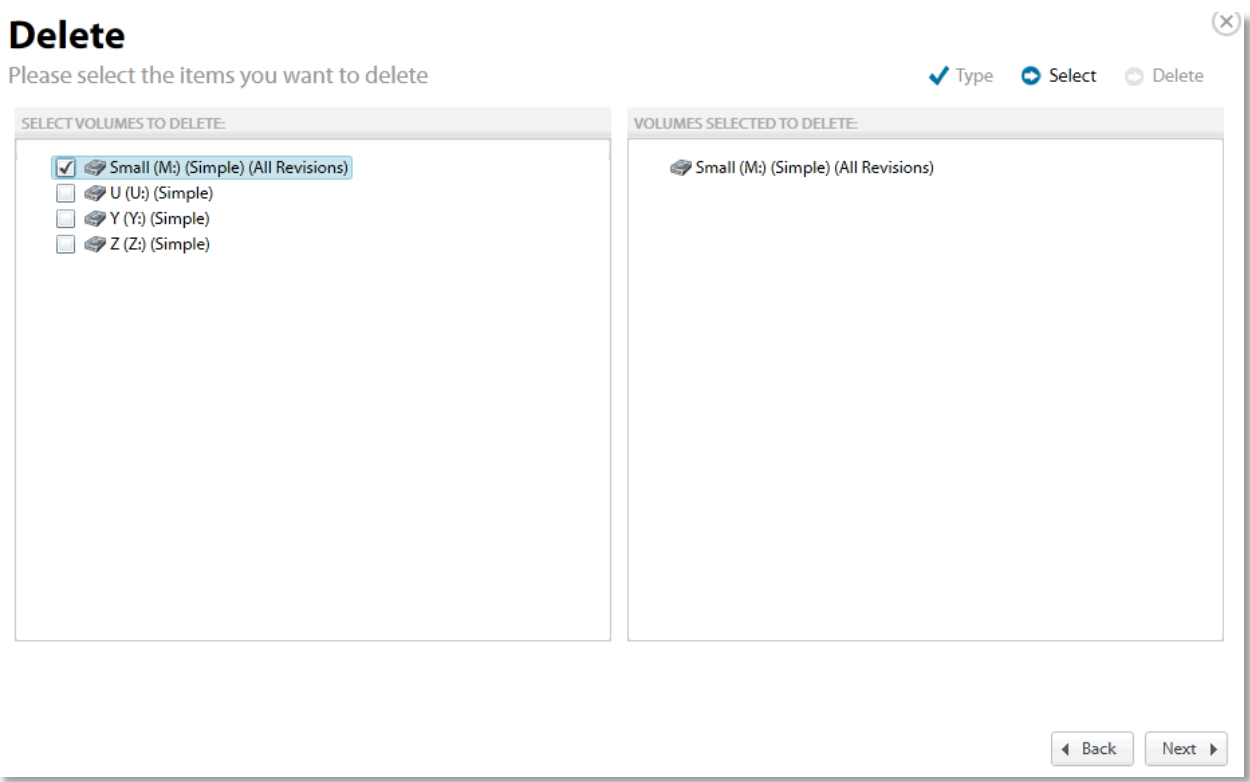 Delete
Please select the items you want to delete
Type Select Delete
SELECT VOLUMES TO DELETE:
Small (M:) (Simple) (All Revisions)
U (U:) (Simple)
Y (Y:) (Simple)
Z (Z:) (Simple)
VOLUMES SELECTED TO DELETE:
Small (M:) (Simple) (All Revisions)
Back Next